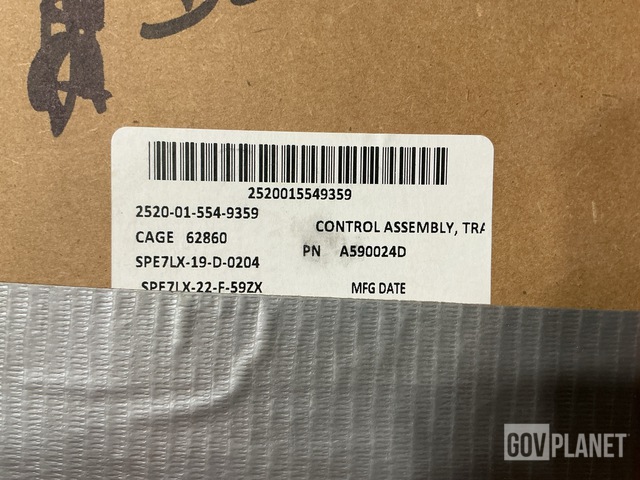 2520015549359
2520-01-554-9359
CONTROL ASSEMBLY, TRA
CAGE 62860
PN A590024D
SPE7LX-19-D-0204
SPE7LX-22-F-59ZX
MFG DATE
GOVPLANET